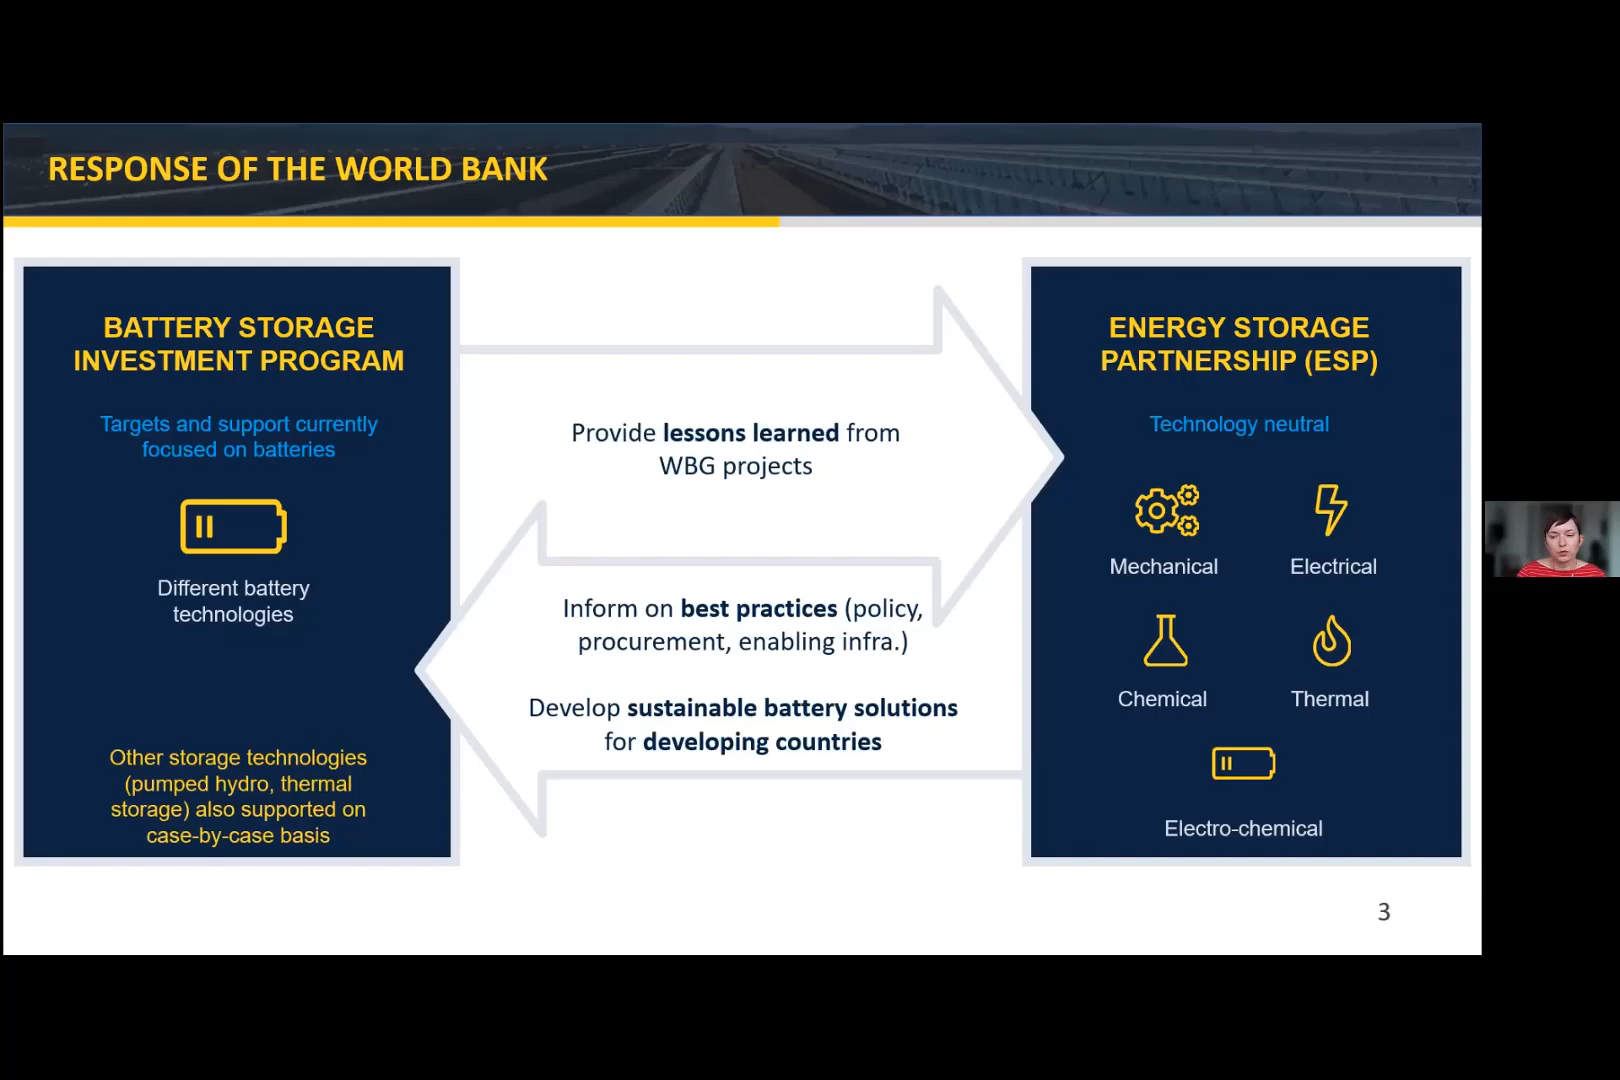 RESPONSE OF THE WORLD BANK
BATTERY STORAGE
INVESTMENT PROGRAM
Targets and support currently
focused on batteries
Different battery
technologies
Other storage technologies
(pumped hydro, thermal
storage) also supported on
case-by-case basis
Provide lessons learned from
WBG projects
Inform on best practices (policy,
procurement, enabling infra.)
Develop sustainable battery solutions
for developing countries
ENERGY STORAGE
PARTNERSHIP (ESP)
Technology neutral
Mechanical
Electrical
Chemical
Thermal
Electro-chemical
3